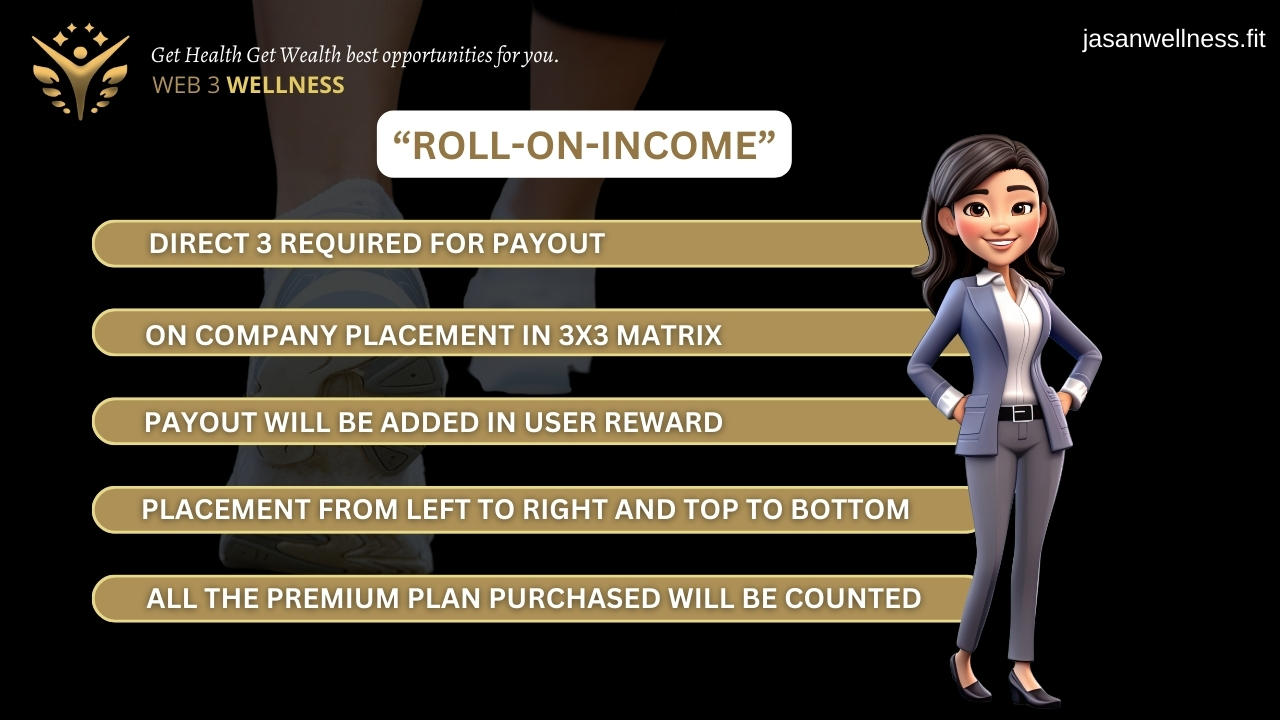 Get Health Get Wealth best opportunities for you.
jasanwellness.fit
WEB 3 WELLNESS
“ROLL-ON-INCOME”
DIRECT 3 REQUIRED FOR PAYOUT
ON COMPANY PLACEMENT IN 3X3 MATRIX
PAYOUT WILL BE ADDED IN USER REWARD
PLACEMENT FROM LEFT TO RIGHT AND TOP TO BOTTOM
ALL THE PREMIUM PLAN PURCHASED WILL BE COUNTED